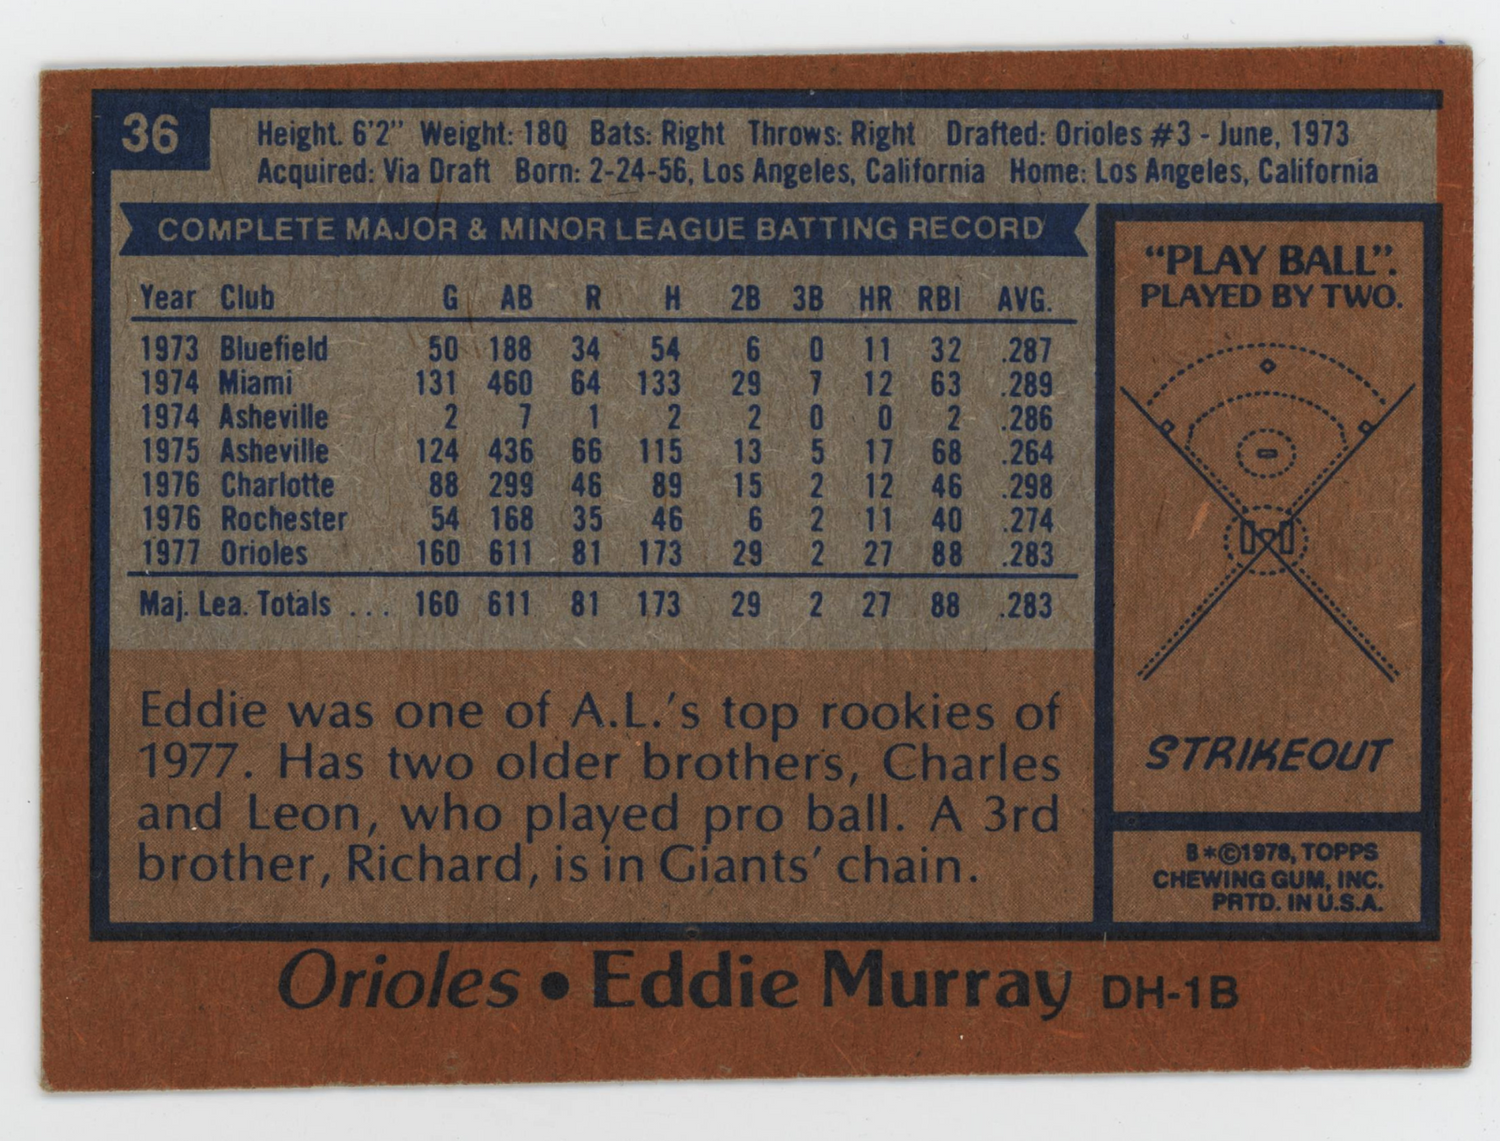 36
Height. 6'2" Weight: 180 Bats: Right Throws: Right Drafted: Orioles #3 - June, 1973
Acquired: Via Draft Born: 2-24-56, Los Angeles, California Home: Los Angeles, California
COMPLETE MAJOR & MINOR LEAGUE BATTING RECORD
Year Club G AB R H 2B 3B HR RBI AVG.
1973 Bluefield 50 188 34 54 6 0 11 32 .287
1974 Miami 131 460 64 133 29 7 12 63 .289
1974 Asheville 2 7 1 2 2 0 0 2 .286
1975 Asheville 124 436 66 115 13 5 17 68 .264
1976 Charlotte 88 299 46 89 15 2 12 46 .298
1976 Rochester 54 168 35 46 6 2 11 40 .274
1977 Orioles 160 611 81 173 29 2 27 88 .283
Maj. Lea. Totals ... 160 611 81 173 29 2 27 88 .283
Eddie was one of A.L.'s top rookies of
1977. Has two older brothers, Charles
and Leon, who played pro ball. A 3rd
brother, Richard, is in Giants' chain.
"PLAY BALL".
PLAYED BY TWO.
STRIKEOUT
B *©1978, TOPPS
CHEWING GUM, INC.
PRTD. IN U.S.A.
Orioles • Eddie Murray DH-1B